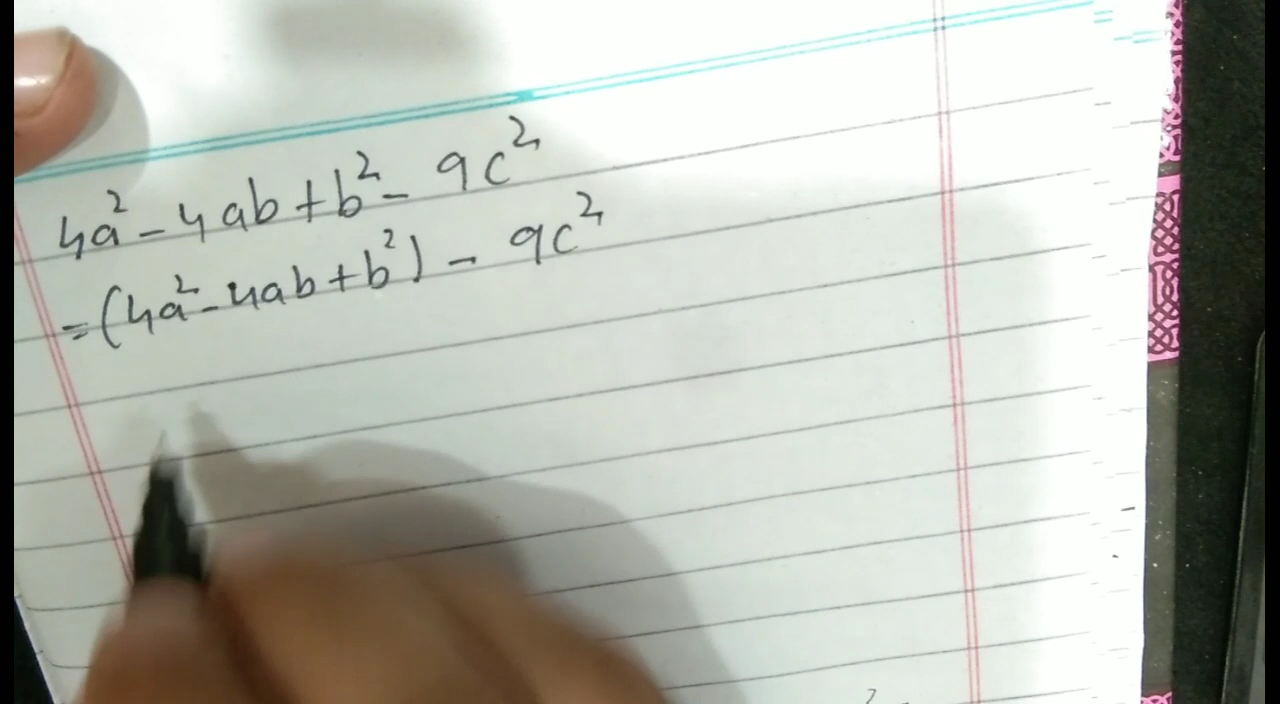 4a² - 4ab + b² - 9c²
= (4a² - 4ab + b²) - 9c²